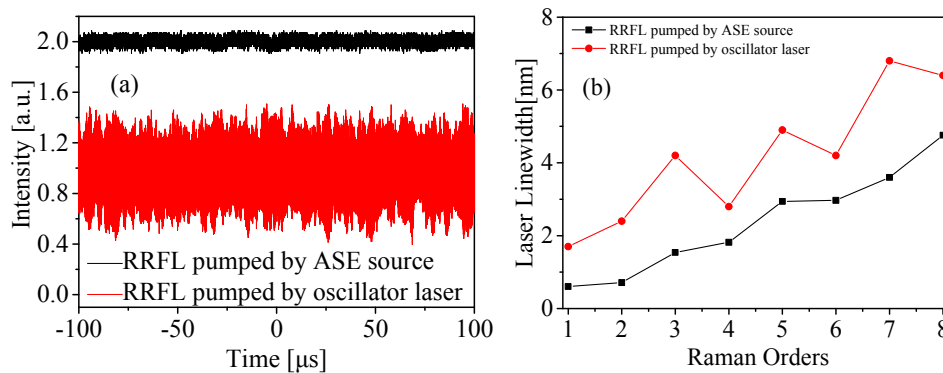 (a)
Intensity [a.u.]
2.0
1.6
1.2
0.8
0.4
0.0
RRFL pumped by ASE source
RRFL pumped by oscillator laser
-100 -50 0 50 100
Time [μs]
(b)
RRFL pumped by ASE source
RRFL pumped by oscillator laser
Laser Linewidth[nm]
8
6
4
2
0
1 2 3 4 5 6 7 8
Raman Orders